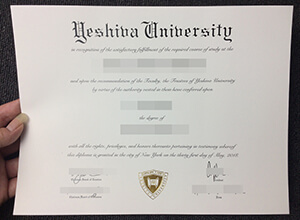 Yeshiva University
in recognition of the satisfactory fulfillment of the required course of study at the
and upon the recommendation of the Faculty, the Trustees of Yeshiva University
by virtue of the authority vested in them have conferred upon
the degree of
with all the rights, privileges, and honors thereunto pertaining in testimony whereof
this diploma is granted in the city of New York on the thirty first day of May,